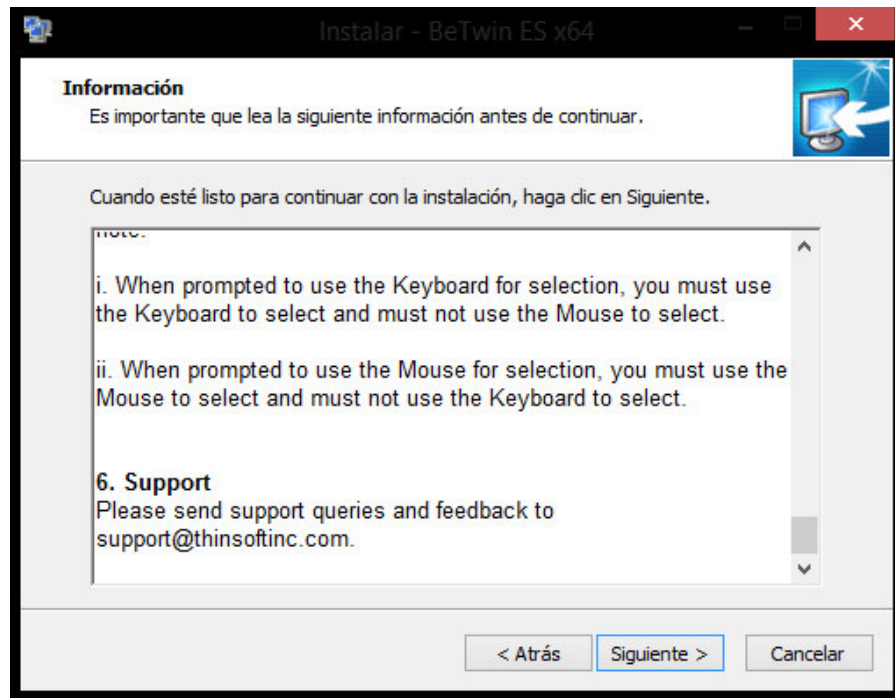 Instalar - BeTwin ES x64
Información
Es importante que lea la siguiente información antes de continuar.
Cuando esté listo para continuar con la instalación, haga clic en Siguiente.
note:
i. When prompted to use the Keyboard for selection, you must use
the Keyboard to select and must not use the Mouse to select.
ii. When prompted to use the Mouse for selection, you must use the
Mouse to select and must not use the Keyboard to select.
6. Support
Please send support queries and feedback to
support@thinsoftinc.com.
< Atrás
Siguiente >
Cancelar